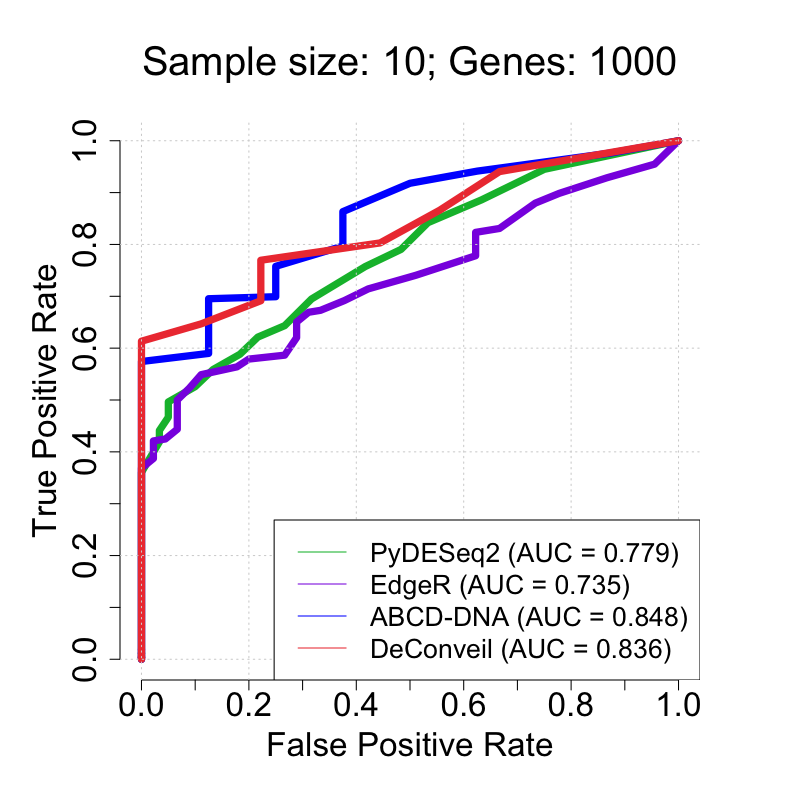 Sample size: 10; Genes: 1000
True Positive Rate
1.0
0.8
0.6
0.4
0.2
0.0
PyDESeq2 (AUC = 0.779)
EdgeR (AUC = 0.735)
ABCD-DNA (AUC = 0.848)
DeConveil (AUC = 0.836)
0.0 0.2 0.4 0.6 0.8 1.0
False Positive Rate